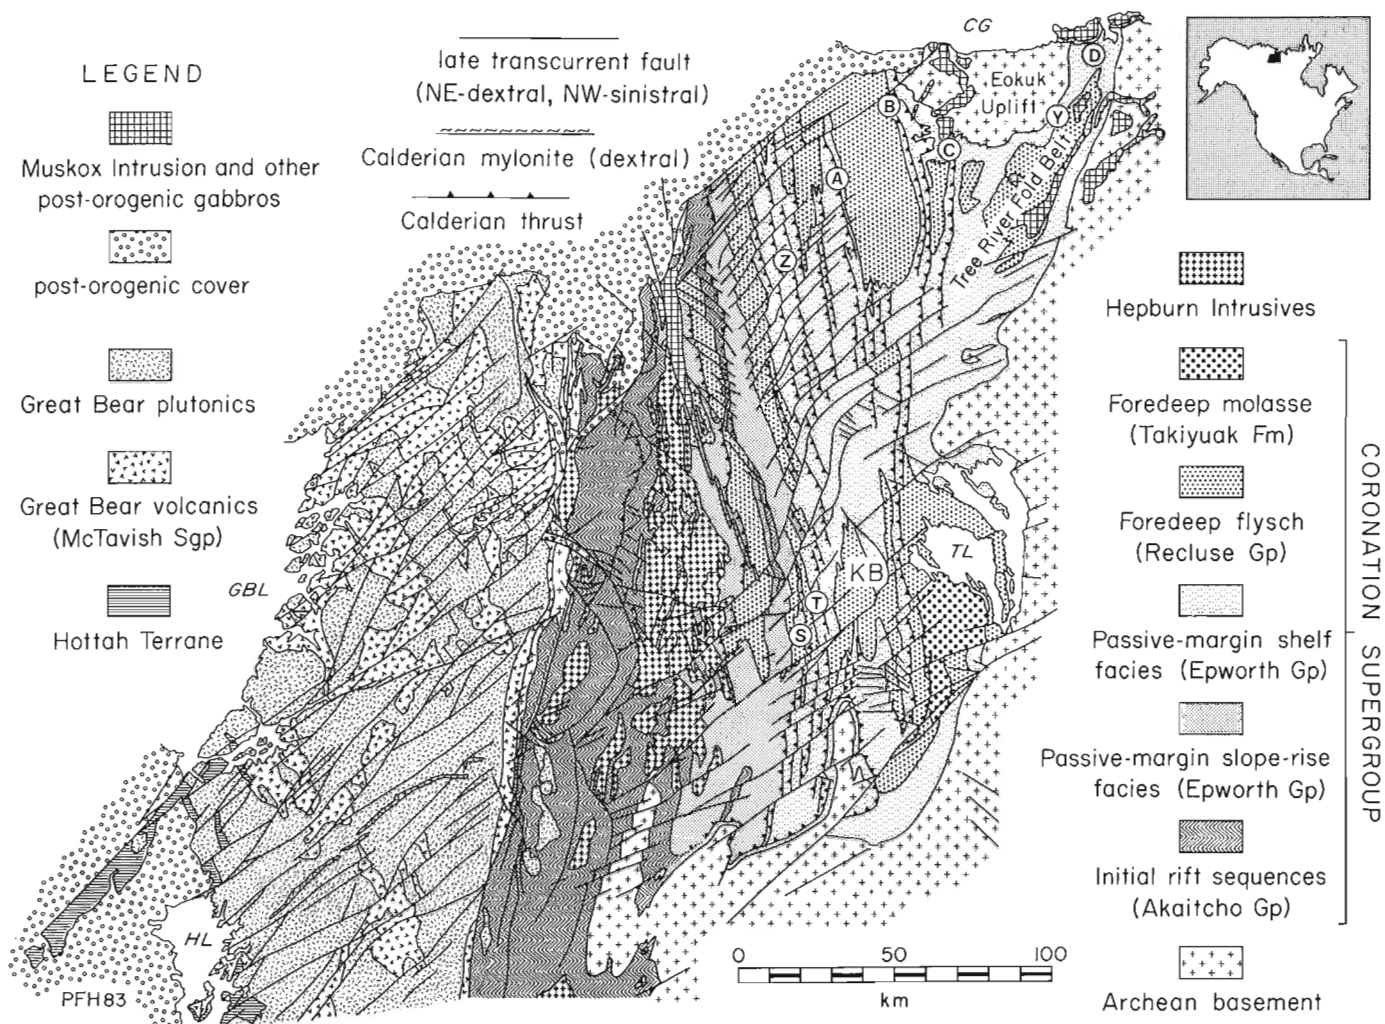 LEGEND
Muskox Intrusion and other
post-orogenic gabbros
post-orogenic cover
Great Bear plutonics
Great Bear volcanics
(McTavish Sgp)
Hottah Terrane
late transcurrent fault
(NE-dextral, NW-sinistral)
Calderian mylonite (dextral)
Calderian thrust
CG
D
Eokuk
Uplift
B
Y
C
A
Tree River Fold Belt
Z
TL
KB
T
S
GBL
HL
PFH83
Hepburn Intrusives
Foredeep molasse
(Takiyuak Fm)
Foredeep flysch
(Recluse Gp)
Passive-margin shelf
facies (Epworth Gp)
Passive-margin slope-rise
facies (Epworth Gp)
Initial rift sequences
(Akaitcho Gp)
CORONATION SUPERGROUP
Archean basement
0 50 100
km